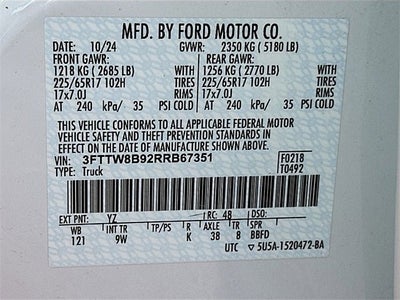 MFD. BY FORD MOTOR CO.
DATE: 10/24 GVWR: 2350 KG ( 5180 LB)
FRONT GAWR: REAR GAWR:
1218 KG ( 2685 LB) WITH 1256 KG ( 2770 LB) WITH
225/65R17 102H TIRES 225/65R17 102H TIRES
17x7.0J RIMS 17x7.0J RIMS
AT 240 kPa/ 35 PSI COLD AT 240 kPa/ 35 PSI COLD
THIS VEHICLE CONFORMS TO ALL APPLICABLE FEDERAL MOTOR
VEHICLE SAFETY AND THEFT PREVENTION STANDARDS IN
EFFECT ON THE DATE OF MANUFACTURE SHOWN ABOVE.
VIN: 3FTTW8B92RRB67351 F0218
TYPE: Truck T0492
EXT PNT: YZ RC: 48 DSO:
WB INT TR TP/PS R AXLE TR SPR
121 9W K 38 8 BBFD
UTC 5U5A-1520472-BA